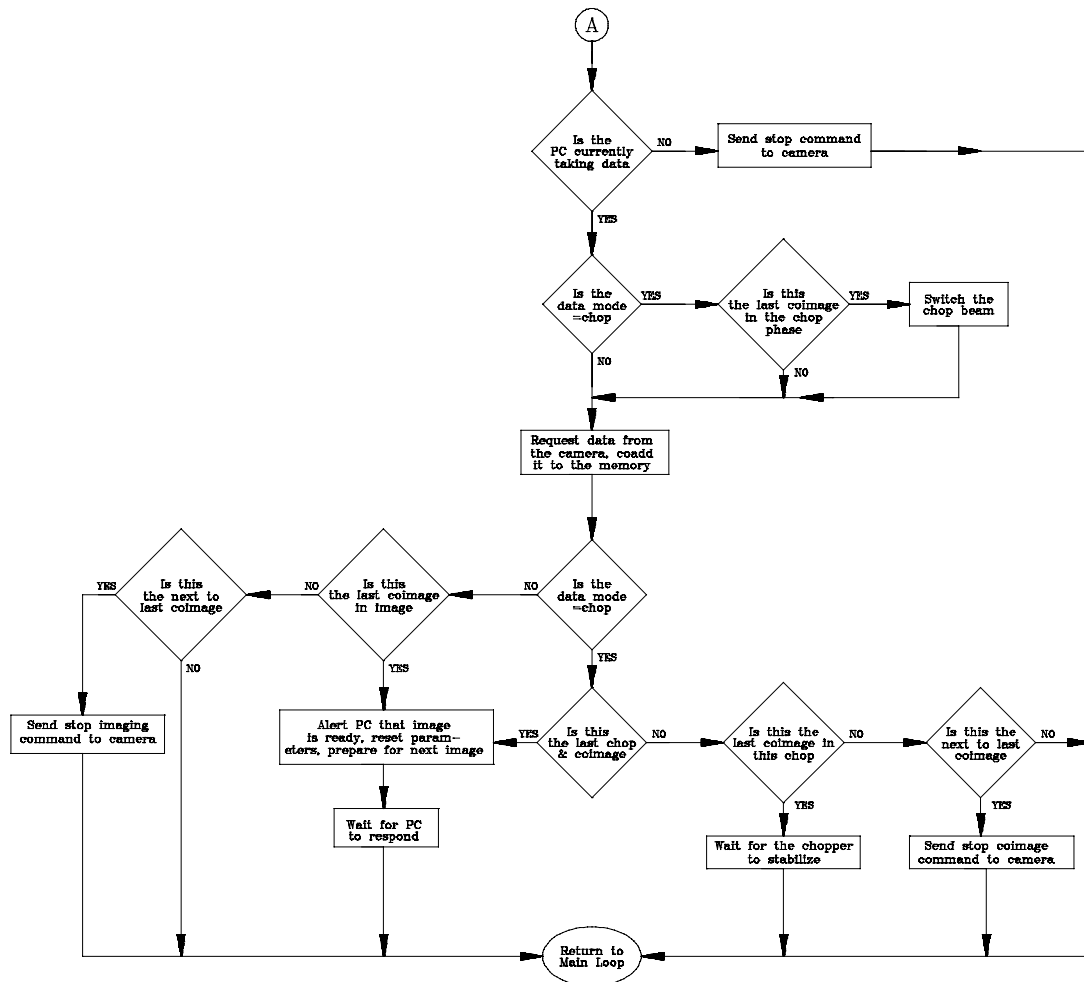 A
Is the
PC currently
taking data
NO
Send stop command
to camera
YES
Is the
data mode
=chop
YES
Is this
the last coimage
in the chop
phase
YES
Switch the
chop beam
NO
NO
Request data from
the camera, coadd
it to the memory
YES
Is this
the next to
last coimage
NO
Is this
the last coimage
in image
NO
Is the
data mode
=chop
NO
YES
YES
Send stop imaging
command to camera
Alert PC that image
is ready, reset param-
eters, prepare for next image
YES
Is this
the last chop
& coimage
NO
Is this the
last coimage in
this chop
NO
Is this the
next to last
coimage
NO
YES
YES
Wait for PC
to respond
Wait for the chopper
to stabilize
Send stop coimage
command to camera
Return to
Main Loop